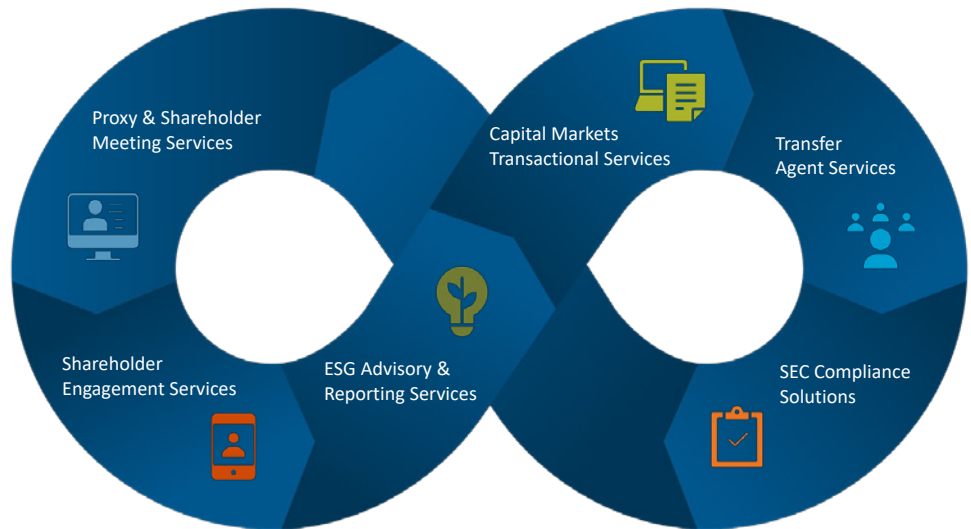 Proxy & Shareholder
Meeting Services
Capital Markets
Transactional Services
Transfer
Agent Services
Shareholder
Engagement Services
ESG Advisory &
Reporting Services
SEC Compliance
Solutions